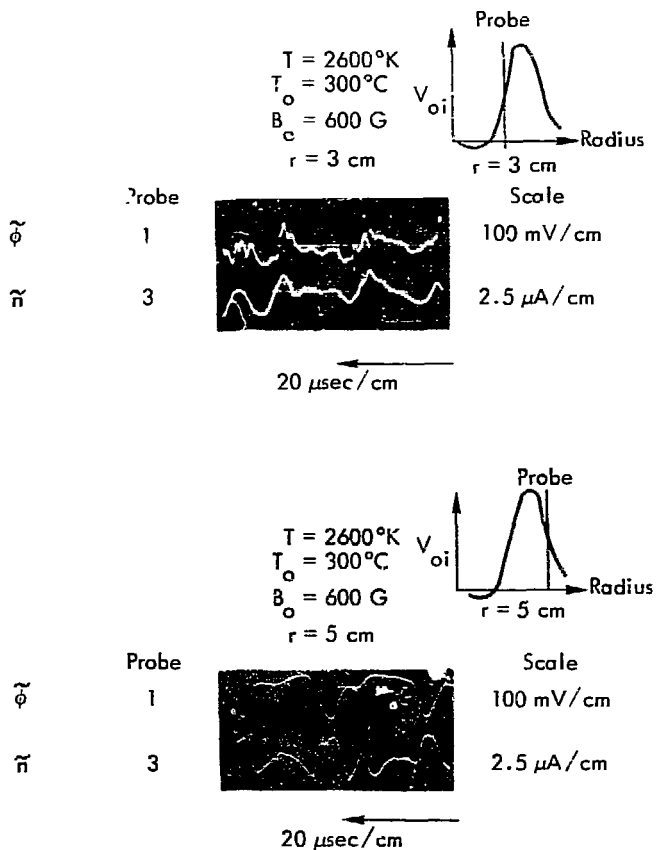 Probe
T = 2600°K
T_o = 300°C
V_oi
B_c = 600 G
Radius
r = 3 cm
r = 3 cm
Probe
Scale
φ̃ 1 100 mV/cm
ñ 3 2.5 μA/cm
20 μsec/cm
Probe
T = 2600°K
V_oi
T_o = 300°C
B_o = 600 G
Radius
r = 5 cm
r = 5 cm
Probe
Scale
φ̃ 1 100 mV/cm
ñ 3 2.5 μA/cm
20 μsec/cm